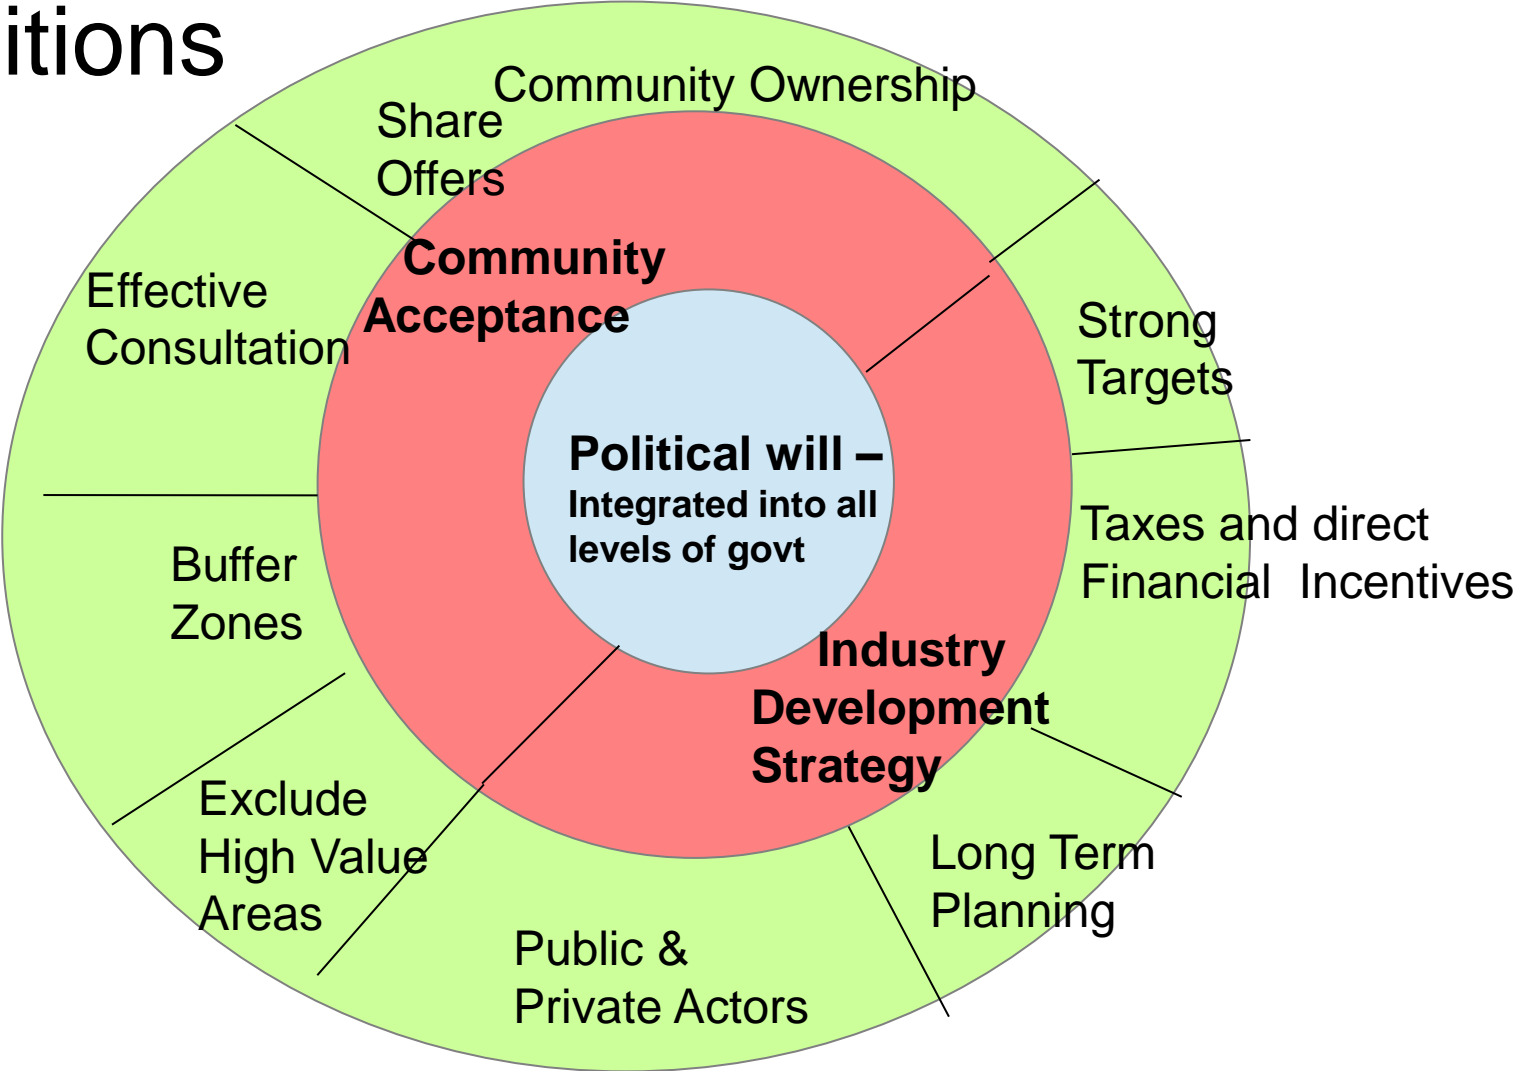 itions
Community Ownership
Share
Offers
Community
Acceptance
Effective
Consultation
Strong
Targets
Political will –
Integrated into all
levels of govt
Taxes and direct
Financial  Incentives
Buffer
Zones
Industry
Development
Strategy
Exclude
High Value
Areas
Long Term
Planning
Public &
Private Actors